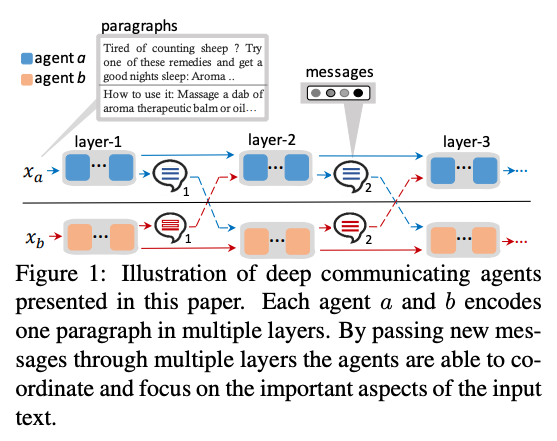 paragraphs
Tired of counting sheep ? Try
one of these remedies and get a
good nights sleep: Aroma ..
How to use it: Massage a dab of
aroma therapeutic balm or oil...
agent a
agent b
messages
layer-1
layer-2
layer-3
xa
1
2
xb
1
2
Figure 1: Illustration of deep communicating agents
presented in this paper. Each agent a and b encodes
one paragraph in multiple layers. By passing new mes-
sages through multiple layers the agents are able to co-
ordinate and focus on the important aspects of the input
text.